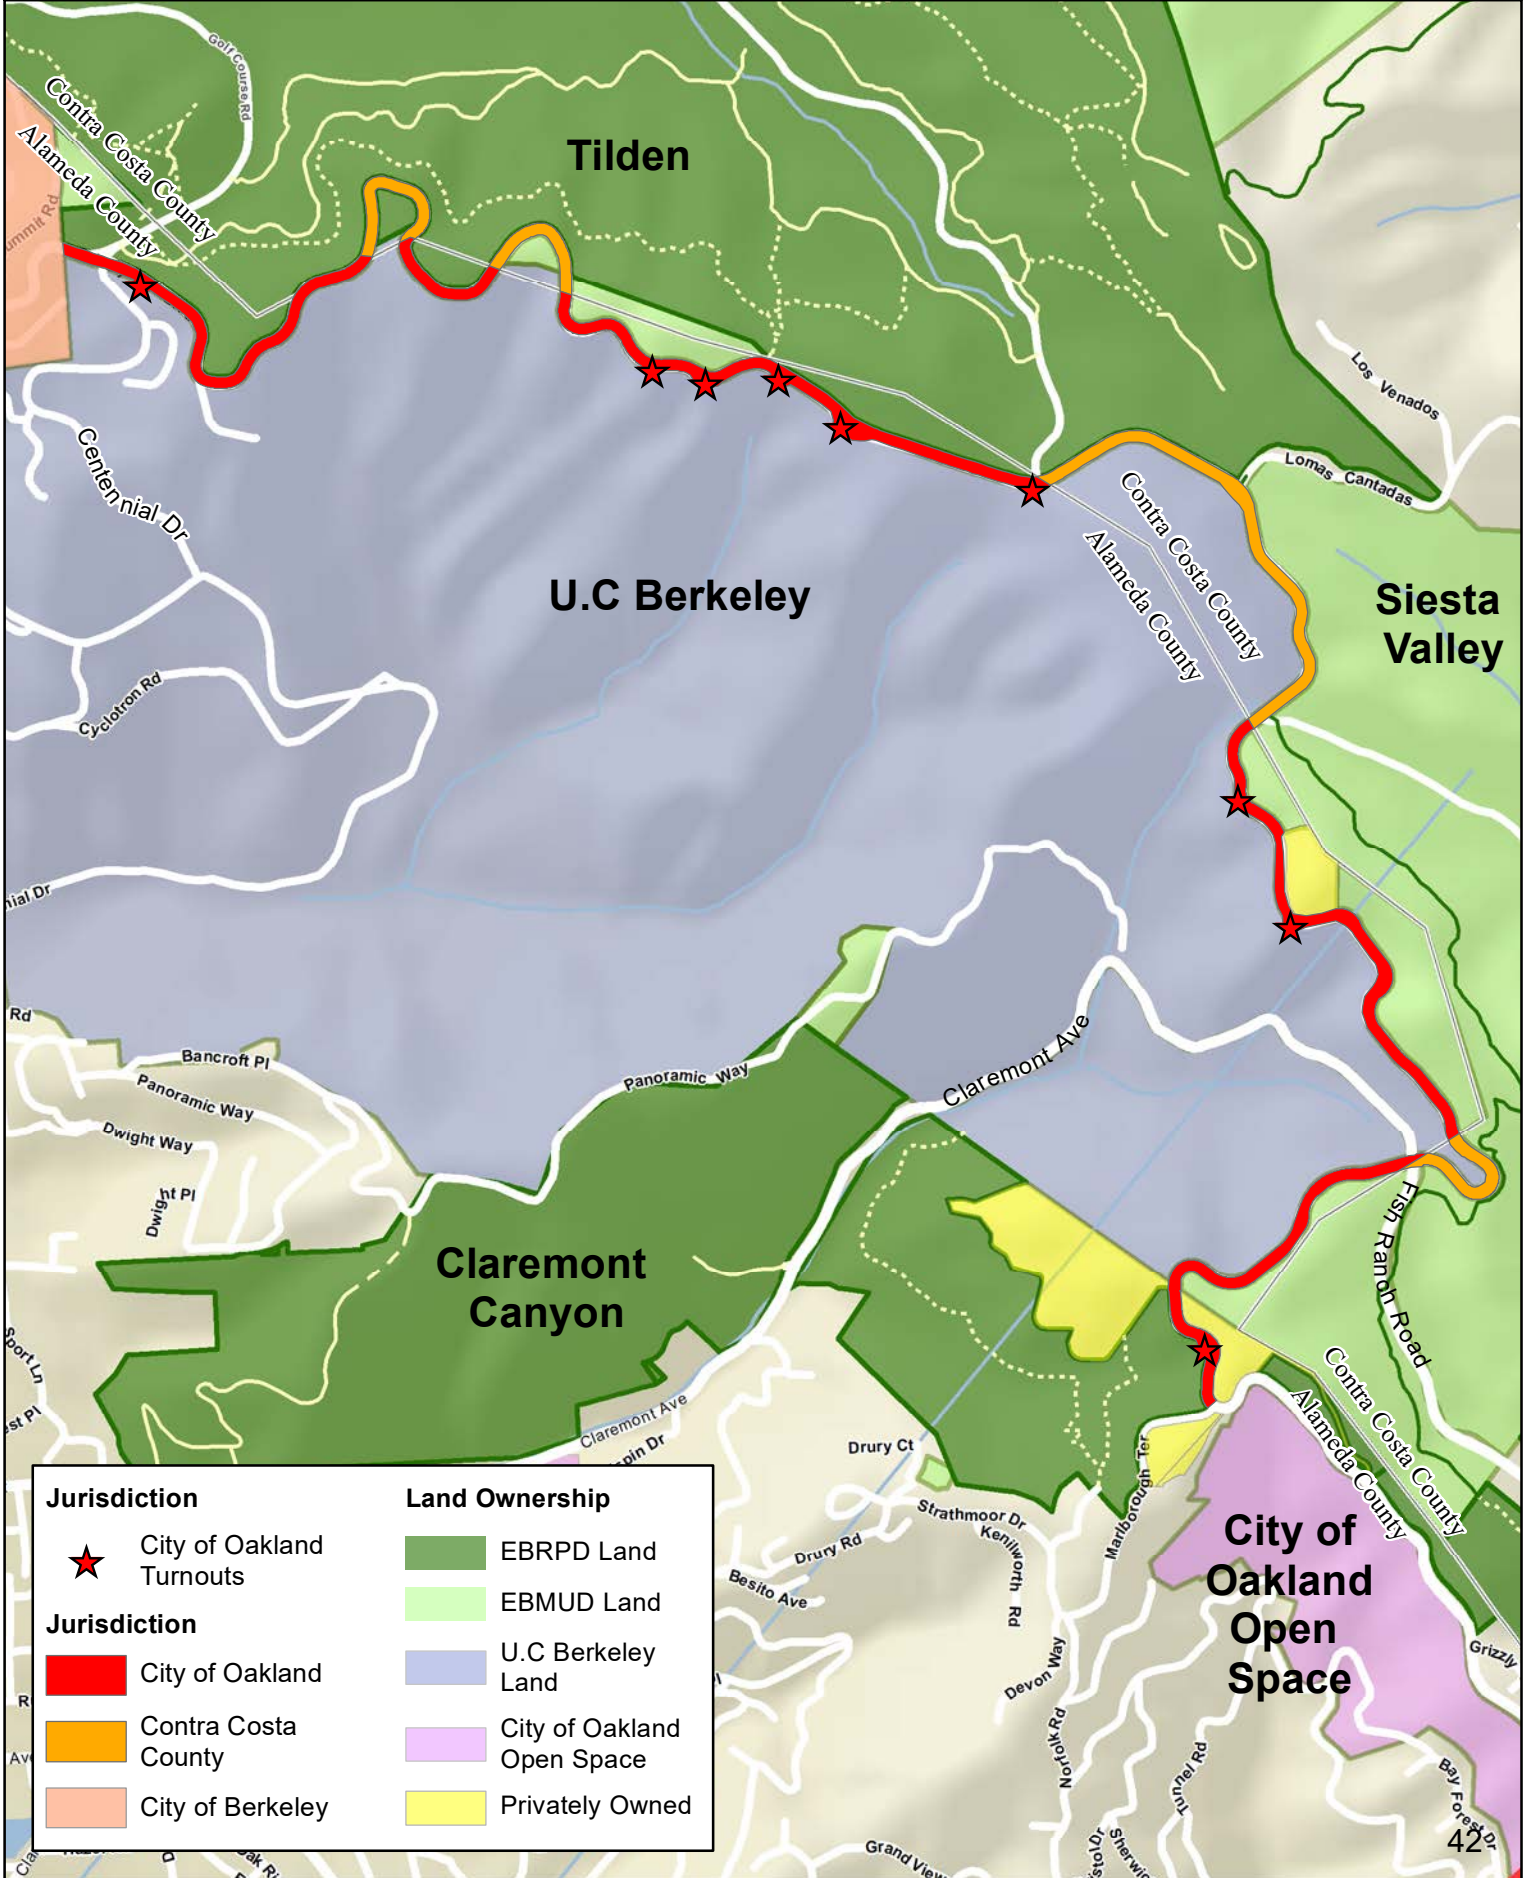 Golf Course Rd
Contra Costa County
Alameda County
Tilden
Los Venados
Lomas Cantadas
Centennial Dr
Contra Costa County
Alameda County
U.C Berkeley
Siesta
Valley
Cyclotron Rd
Rd
Bancroft Pl
Panoramic Way
Panoramic Way
Claremont Ave
Dwight Way
Dwight Pl
Fish Ranch Road
Claremont
Canyon
Claremont Ave
Drury Ct
Strathmoor Dr
Kenilworth Rd
Drury Rd
Besito Ave
Marlborough Ter
Contra Costa County
Alameda County
City of
Oakland
Open
Space
Grizzly
Devon Way
Norfolk Rd
Tunnel Rd
Bay Forest Dr
Grand View
42
Jurisdiction
City of Oakland
Turnouts
Jurisdiction
City of Oakland
Contra Costa
County
City of Berkeley
Land Ownership
EBRPD Land
EBMUD Land
U.C Berkeley
Land
City of Oakland
Open Space
Privately Owned